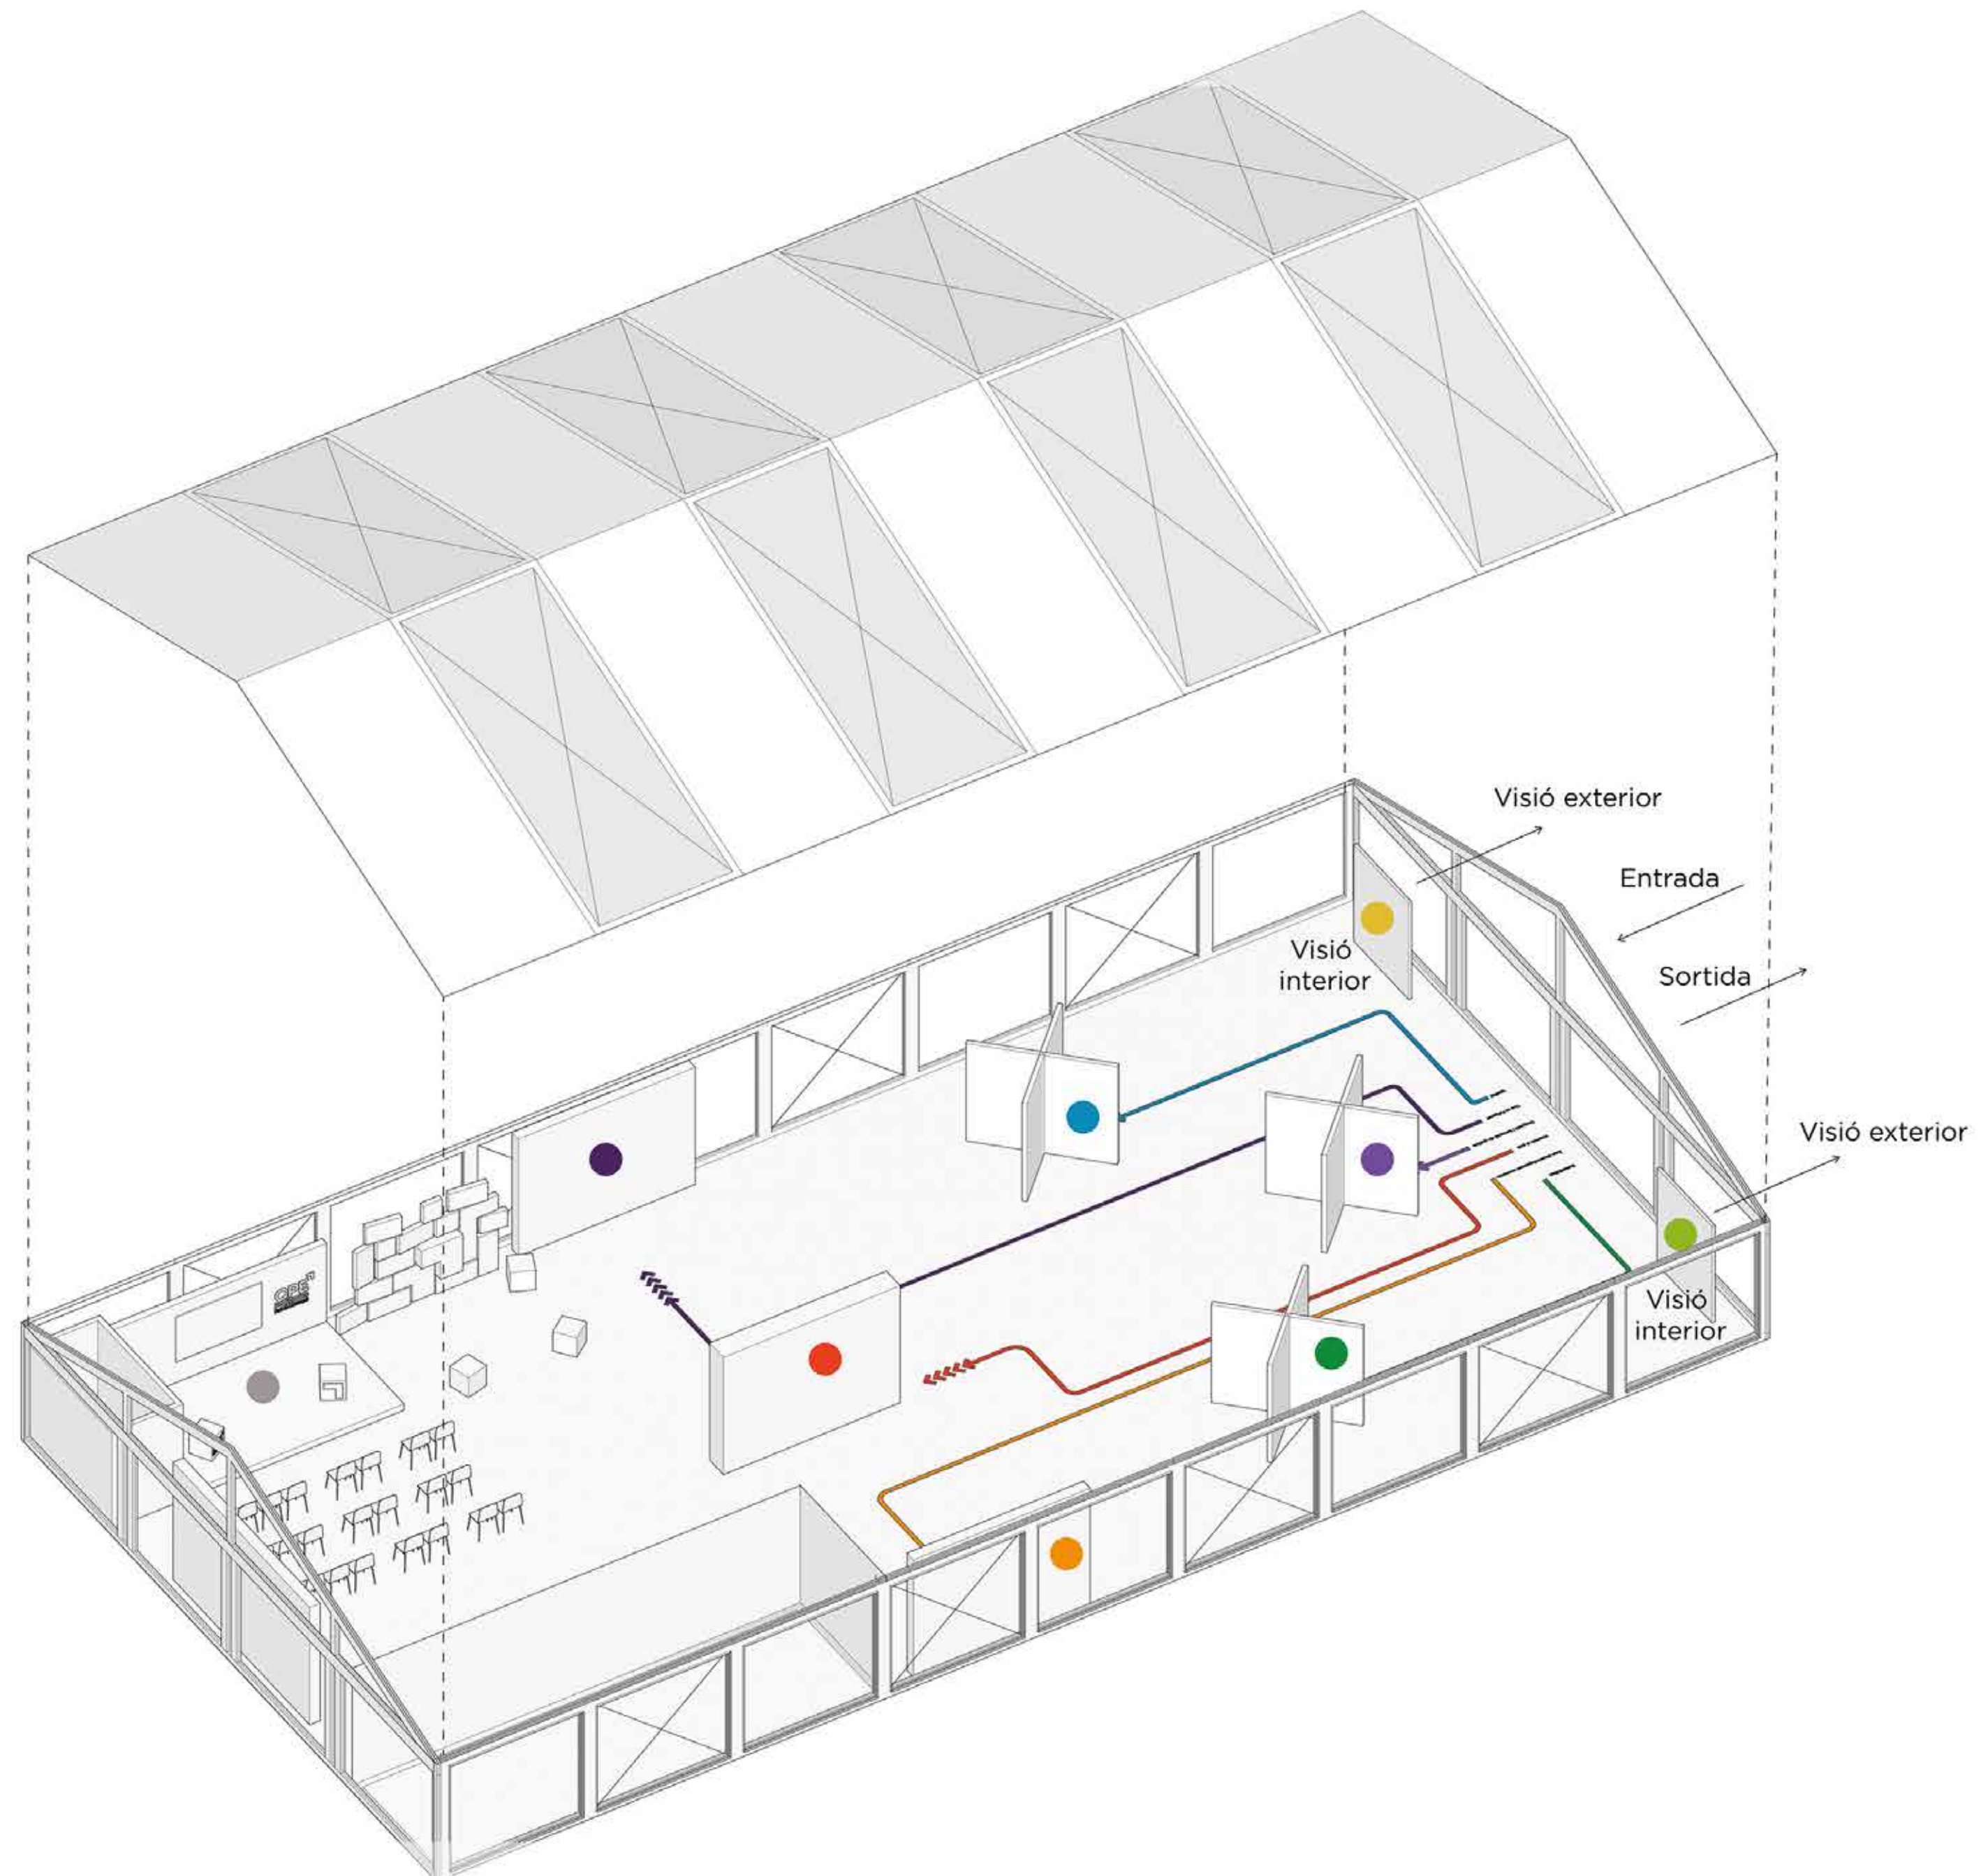 Visió exterior
Entrada
Visió
interior
Sortida
Visió exterior
Visió
interior